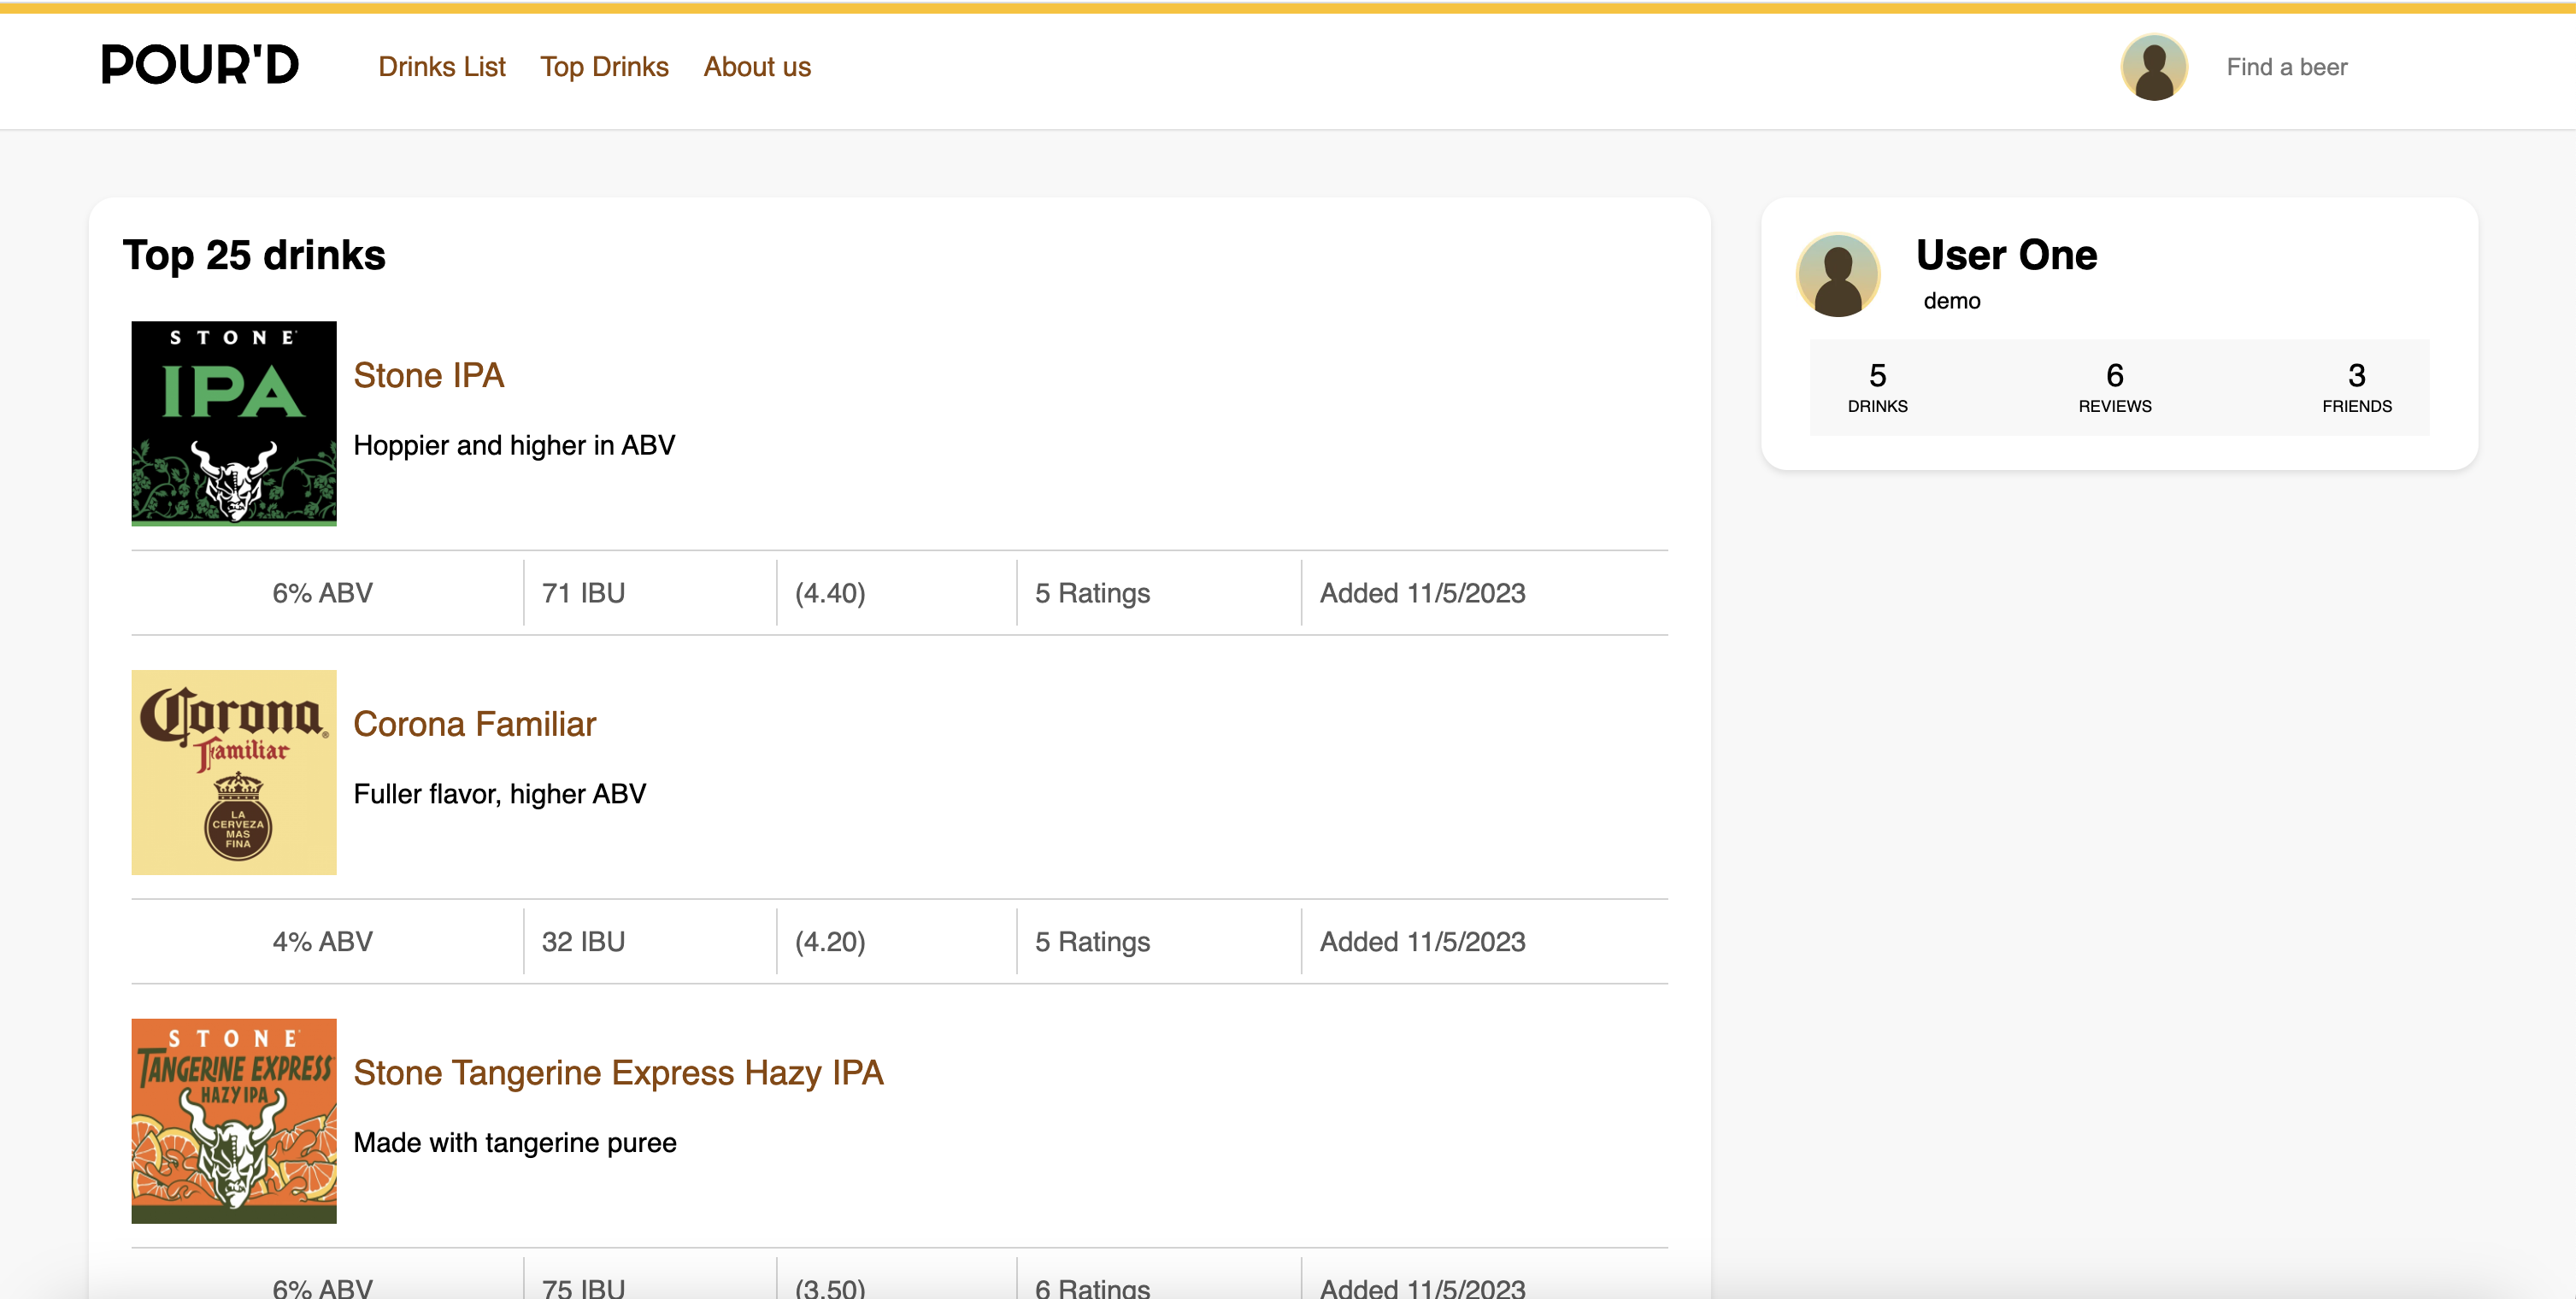 POUR'D
Drinks List Top Drinks About us
Find a beer
Top 25 drinks
STONE
IPA
Stone IPA
Hoppier and higher in ABV
6% ABV 71 IBU (4.40) 5 Ratings Added 11/5/2023
Corona
Familiar
LA
CERVEZA
MAS
FINA
Corona Familiar
Fuller flavor, higher ABV
4% ABV 32 IBU (4.20) 5 Ratings Added 11/5/2023
STONE
TANGERINE EXPRESS
HAZY IPA
Stone Tangerine Express Hazy IPA
Made with tangerine puree
6% ABV 75 IBU (3.50) 6 Ratings Added 11/5/2023
User One
demo
5 6 3
DRINKS REVIEWS FRIENDS